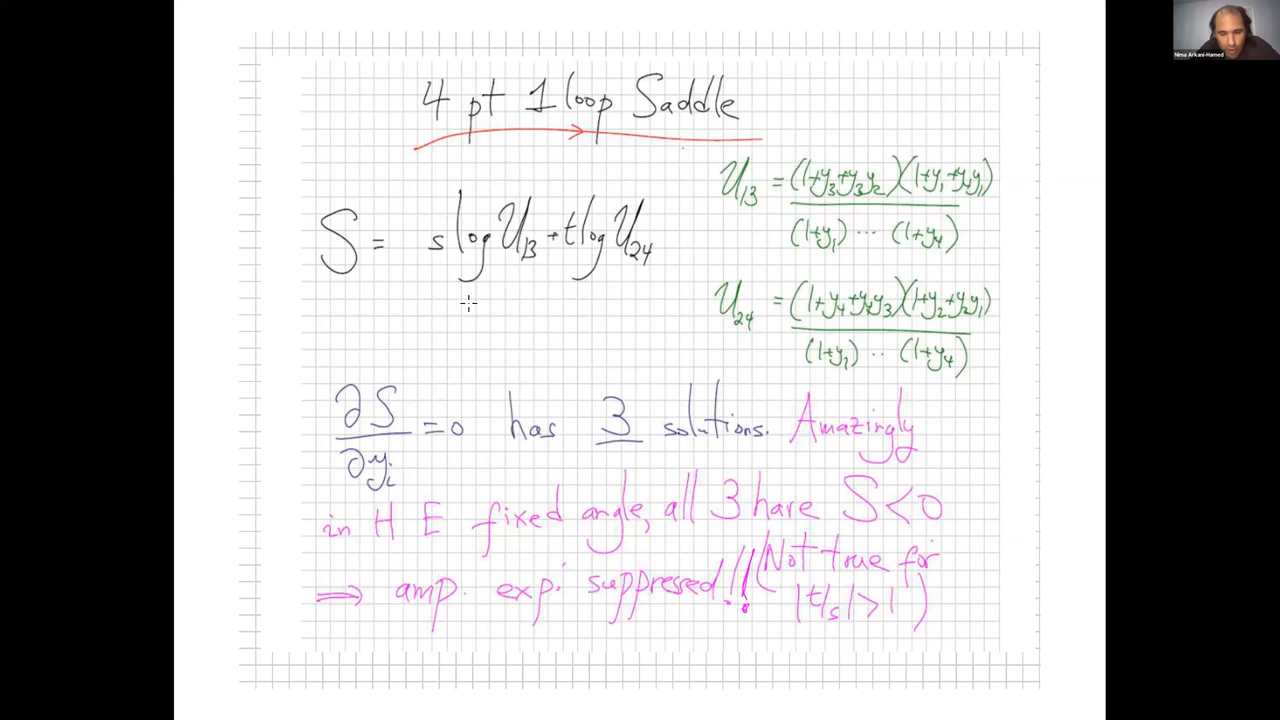 Nima Arkani-Hamed
4 pt 1 loop Saddle
U₁₃ = (1+y₃+y₃y₂)(1+y₁+y₄y₁)
(1+y₁) ··· (1+y₄)
S = s log U₁₃ + t log U₂₄
U₂₄ = (1+y₄+y₄y₃)(1+y₂+y₂y₁)
(1+y₁) ·· (1+y₄)
∂S/∂yᵢ = 0 has 3 solutions. Amazingly
in H E fixed angle, all 3 have S < 0
⟹ amp. exp. suppressed!!! (Not true for
|t/s| > 1)